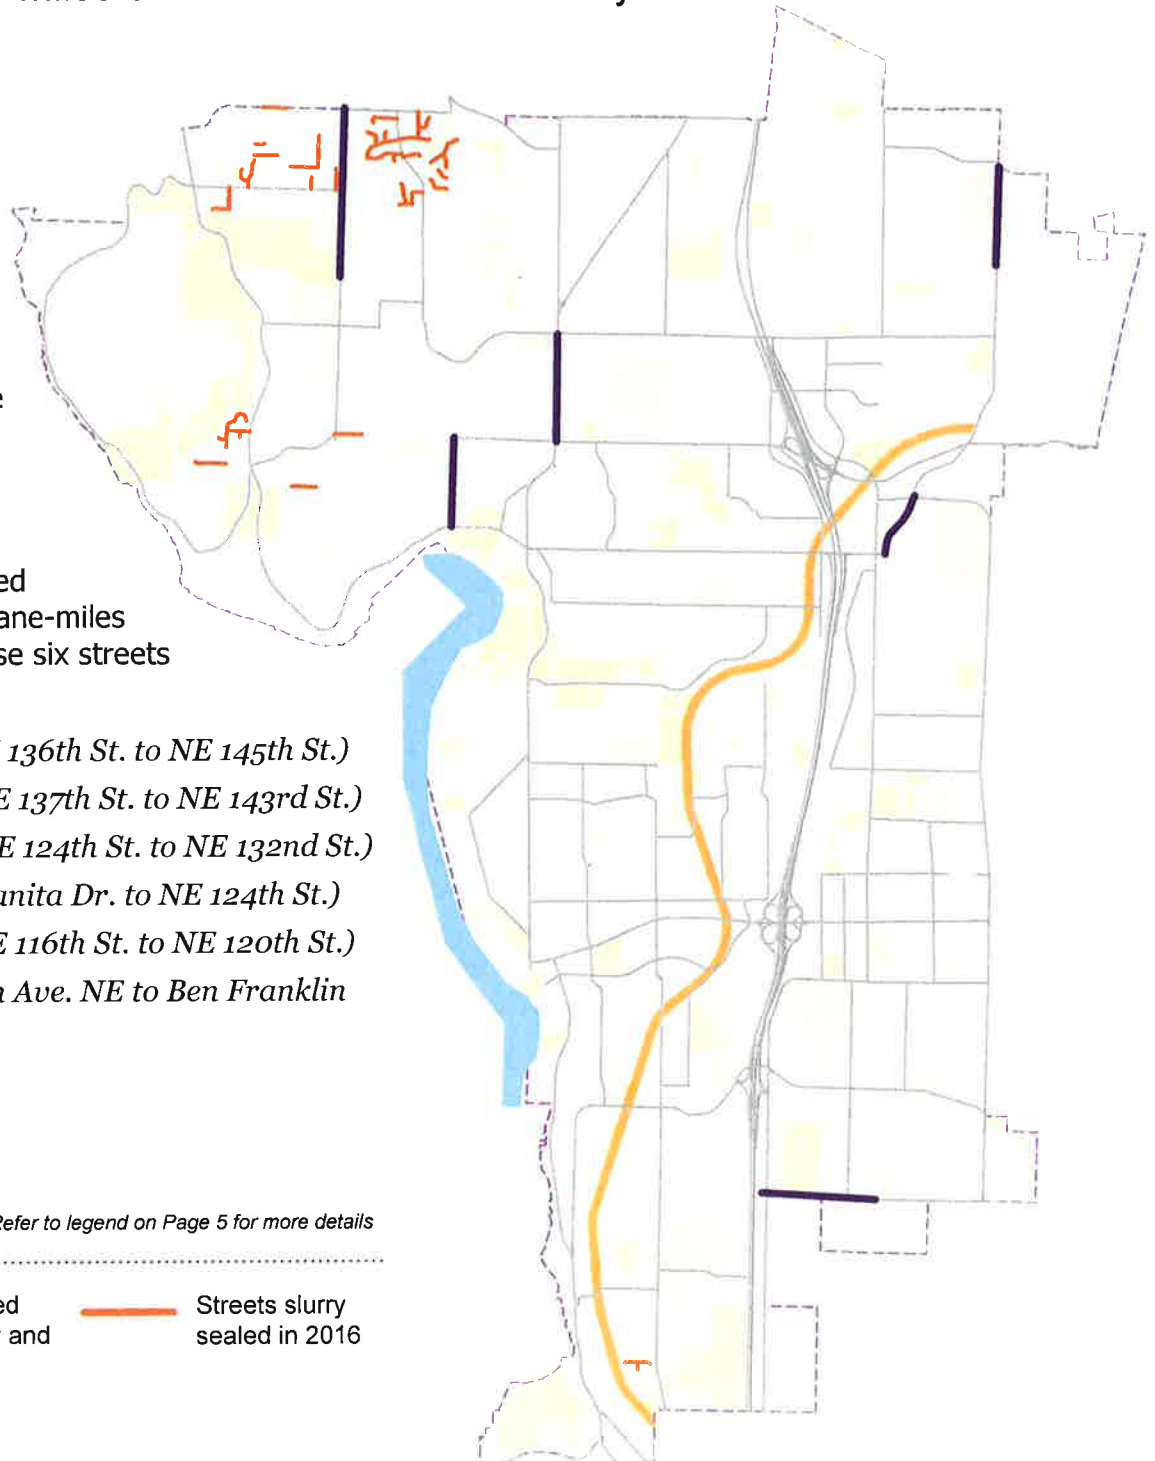 ed
ane-miles
se six streets
136th St. to NE 145th St.)
E 137th St. to NE 143rd St.)
E 124th St. to NE 132nd St.)
anita Dr. to NE 124th St.)
E 116th St. to NE 120th St.)
Ave. NE to Ben Franklin
Refer to legend on Page 5 for more details
ed
and
Streets slurry
sealed in 2016